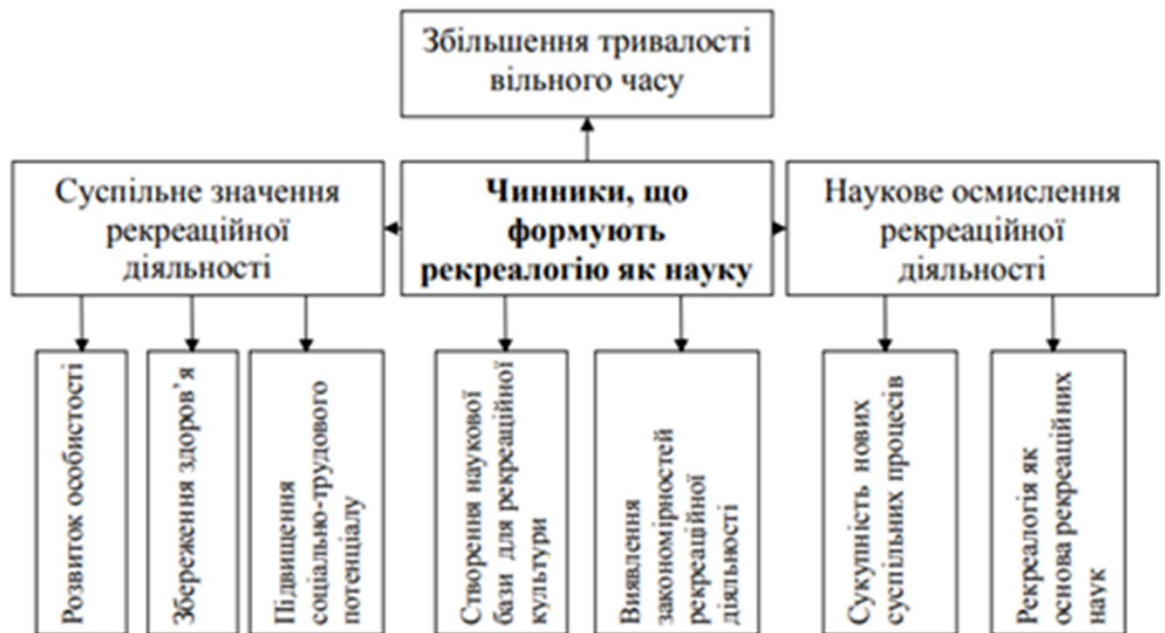 Збільшення тривалості
вільного часу
Суспільне значення
рекреаційної
діяльності
Чинники, що
формують
рекреалогію як науку
Наукове осмислення
рекреаційної
діяльності
Розвиток особистості
Збереження здоров'я
Підвищення
соціально-трудового
потенціалу
Створення наукової
бази для рекреаційної
культури
Виявлення
закономірностей
рекреаційної
діяльності
Сукупність нових
суспільних процесів
Рекреалогія як
основа рекреаційних
наук